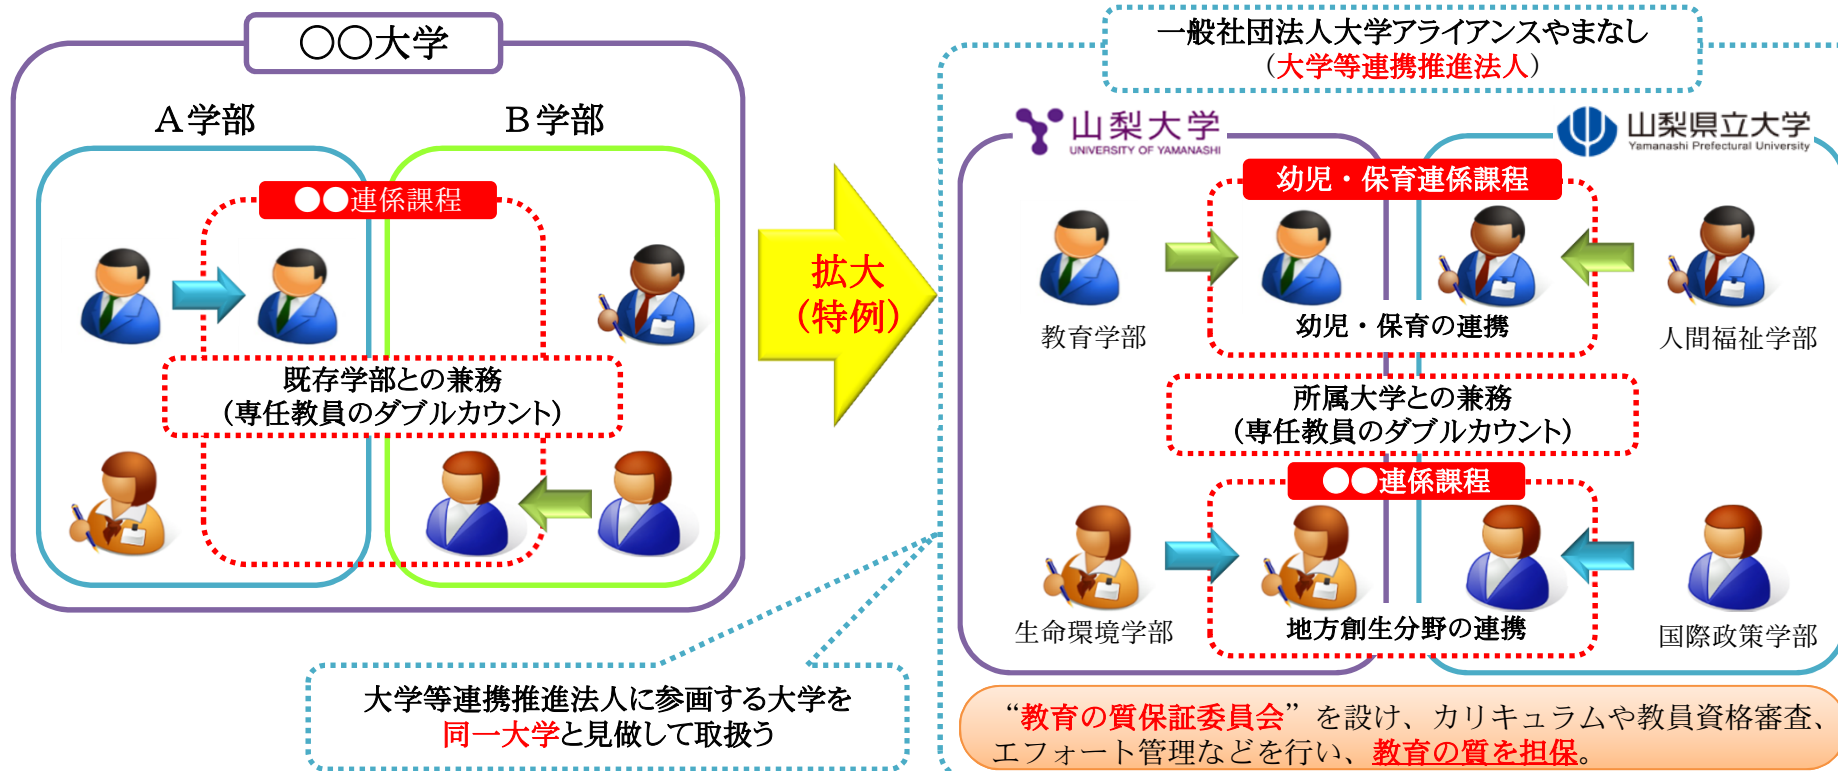 〇〇大学
A学部
B学部
●●連係課程
既存学部との兼務
（専任教員のダブルカウント）
拡大
（特例）
大学等連携推進法人に参画する大学を
同一大学と見做して取扱う
一般社団法人大学アライアンスやまなし
（大学等連携推進法人）
山梨大学
UNIVERSITY OF YAMANASHI
山梨県立大学
Yamanashi Prefectural University
幼児・保育連係課程
教育学部
幼児・保育の連携
人間福祉学部
所属大学との兼務
（専任教員のダブルカウント）
●●連係課程
生命環境学部
地方創生分野の連携
国際政策学部
“教育の質保証委員会”を設け、カリキュラムや教員資格審査、
エフォート管理などを行い、教育の質を担保。